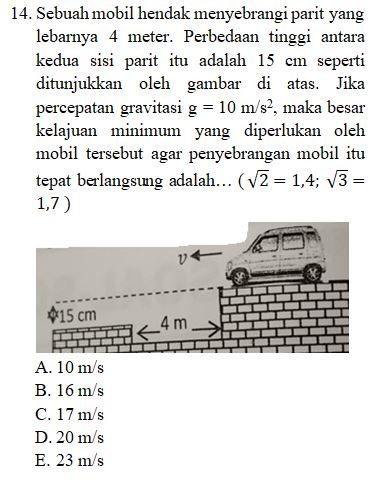 14. Sebuah mobil hendak menyebrangi parit yang
lebarnya 4 meter. Perbedaan tinggi antara
kedua sisi parit itu adalah 15 cm seperti
ditunjukkan oleh gambar di atas. Jika
percepatan gravitasi g = 10 m/s², maka besar
kelajuan minimum yang diperlukan oleh
mobil tersebut agar penyebrangan mobil itu
tepat berlangsung adalah… ( √2 = 1,4; √3 =
1,7 )
v
15 cm
4 m
A. 10 m/s
B. 16 m/s
C. 17 m/s
D. 20 m/s
E. 23 m/s